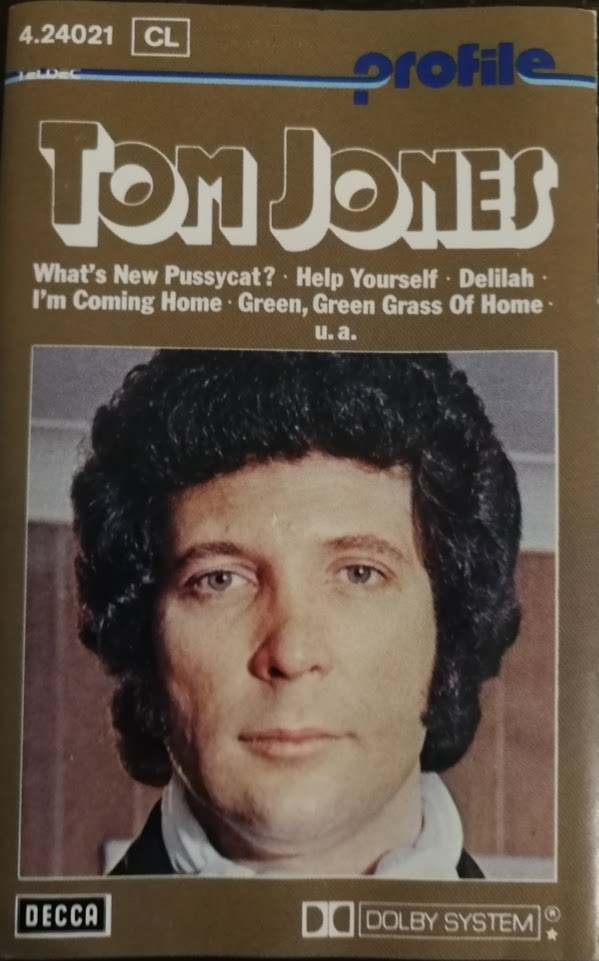 4.24021 CL
TELDEC
profile
TOM JONES
What's New Pussycat? · Help Yourself · Delilah ·
I'm Coming Home · Green, Green Grass Of Home ·
u. a.
DECCA
DOLBY SYSTEM ®